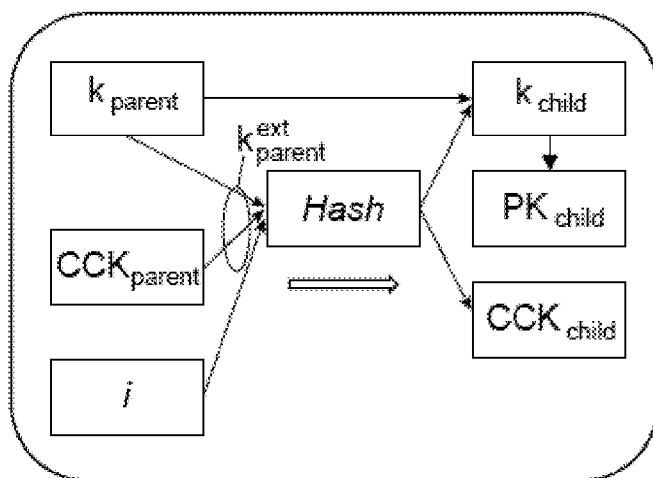 k parent
k child
k ext parent
Hash
PK child
CCK parent
CCK child
i